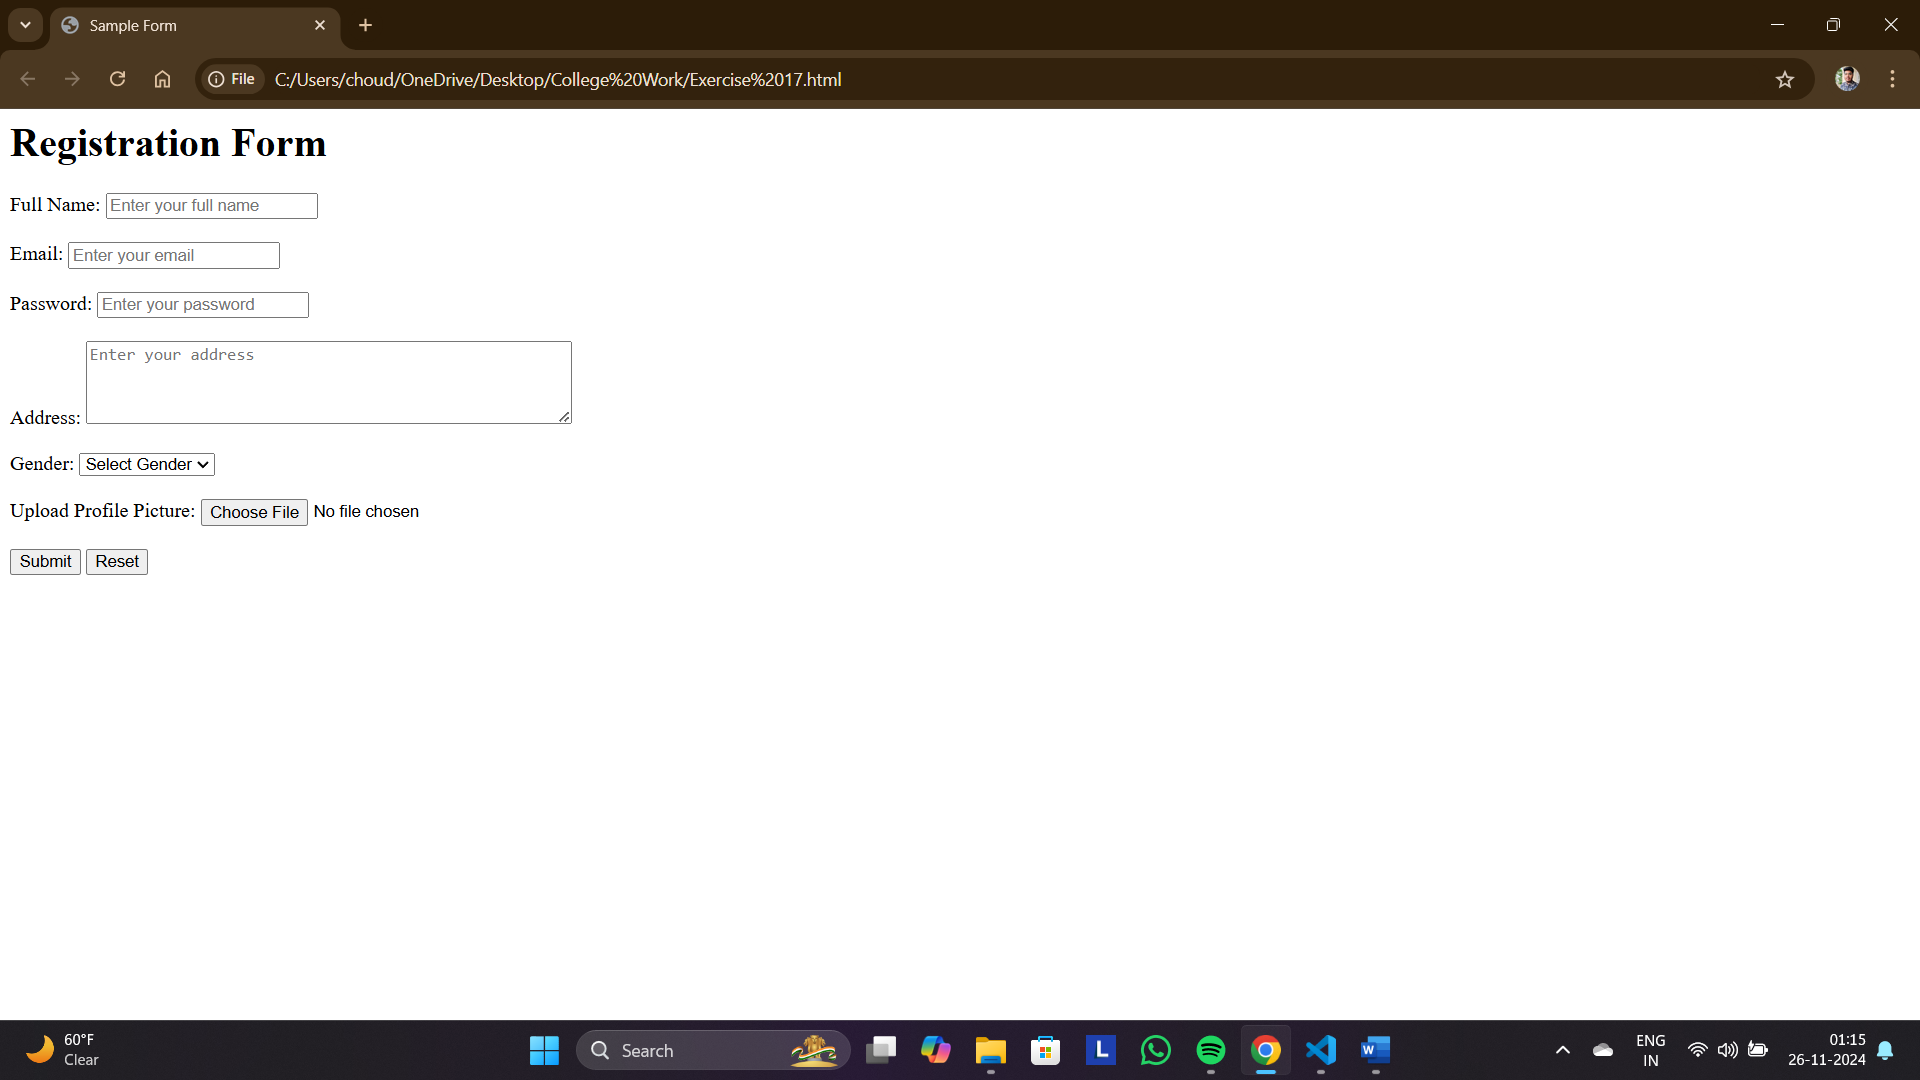 Sample Form
File C:/Users/choud/OneDrive/Desktop/College%20Work/Exercise%2017.html
Registration Form
Full Name: Enter your full name
Email: Enter your email
Password: Enter your password
Address: Enter your address
Gender: Select Gender
Upload Profile Picture: Choose File No file chosen
Submit Reset
60°F
Clear
Search
L
W
ENG
IN
01:15
26-11-2024